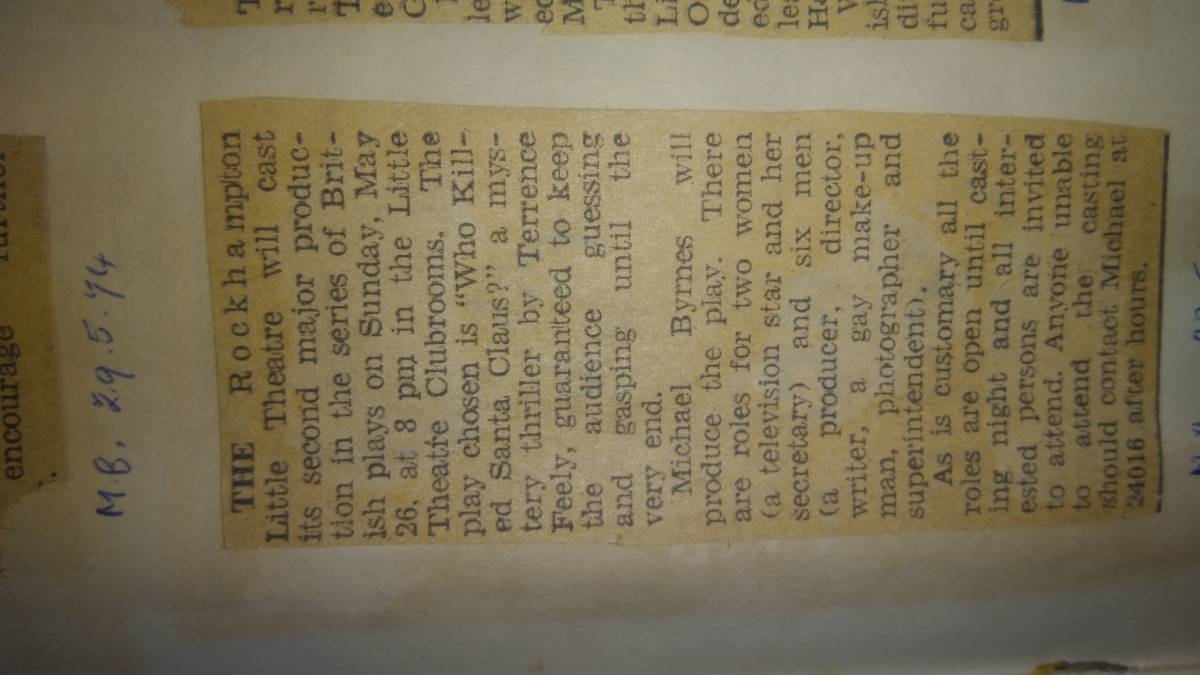 encourage
M.B. 29.5.74
THE Rockhampton
Little Theatre will cast
its second major produc-
tion in the series of Brit-
ish plays on Sunday, May
26, at 8 pm in the Little
Theatre Clubrooms. The
play chosen is "Who Kill-
ed Santa Claus?" a mys-
tery thriller by Terrence
Feely, guaranteed to keep
the audience guessing
and gasping until the
very end.
Michael Byrnes will
produce the play. There
are roles for two women
(a television star and her
secretary) and six men
(a producer, director,
writer, a gay make-up
man, photographer and
superintendent).
As is customary all the
roles are open until cast-
ing night and all inter-
ested persons are invited
to attend. Anyone unable
to attend the casting
should contact Michael at
24016 after hours.